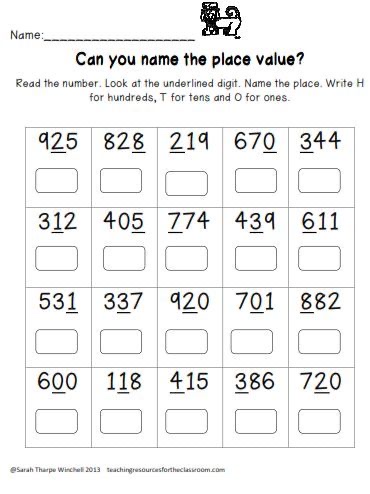 Name:____________________
Can you name the place value?
Read the number. Look at the underlined digit. Name the place. Write H
for hundreds, T for tens and O for ones.
925 828 219 670 344
312 405 774 439 611
531 337 920 701 882
600 118 415 386 720
@Sarah Tharpe Winchell 2013 teachingresourcesfortheclassroom.com